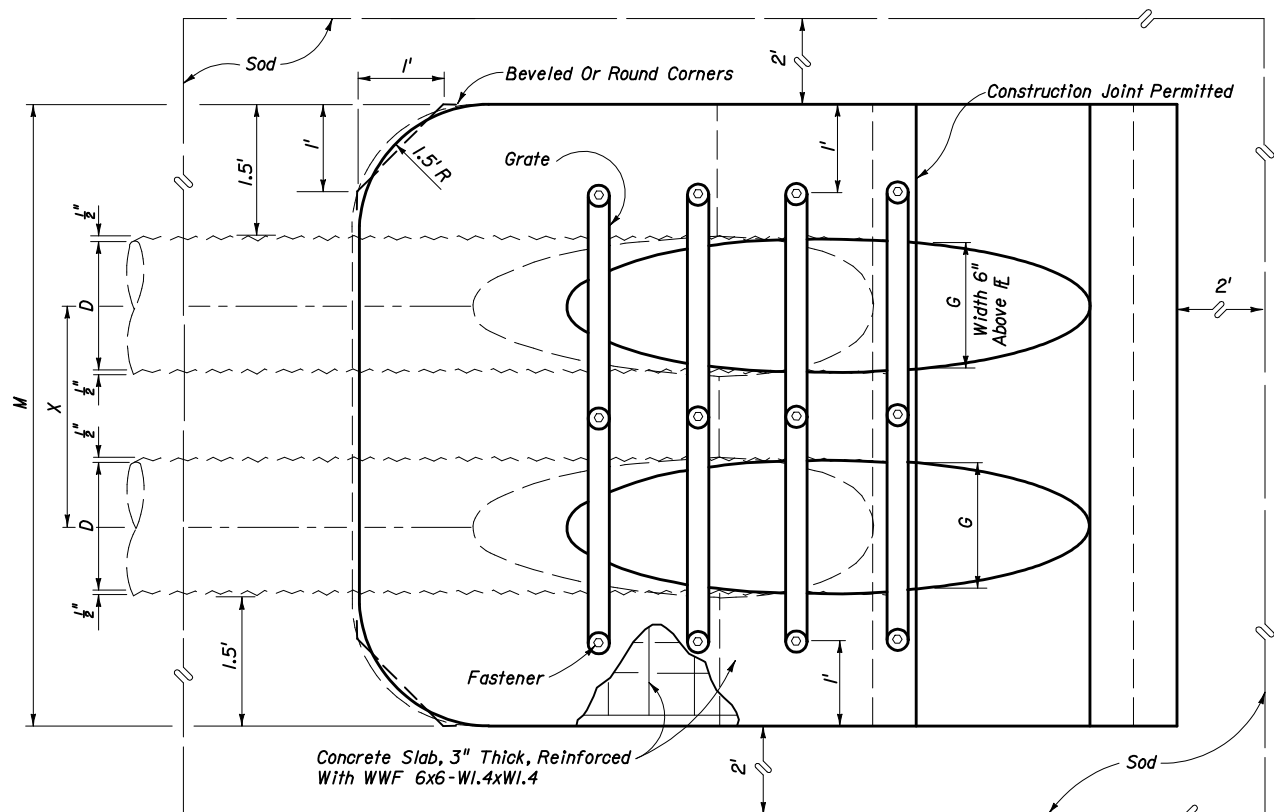 Sod
1'
Beveled Or Round Corners
2'
Construction Joint Permitted
1.5'
1'
1.5' R
Grate
1'
½"
D
G
Width 6"
Above ℄
2'
M
X
½"
½"
D
G
½"
1.5'
Fastener
1'
Concrete Slab, 3" Thick, Reinforced
With WWF 6x6-W1.4xW1.4
2'
Sod